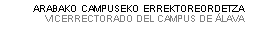 ARABAKO CAMPUSEKO ERREKTOREORDETZA
VICERRECTORADO DEL CAMPUS DE ÁLAVA